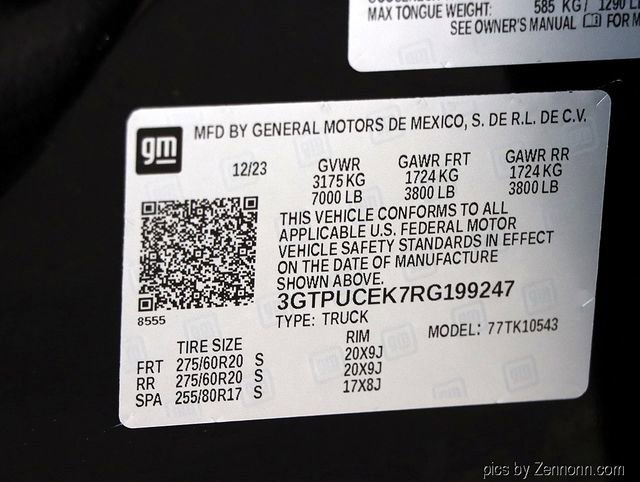 585 KG / 1290 L
MAX TONGUE WEIGHT:
SEE OWNER'S MANUAL FOR M
gm
MFD BY GENERAL MOTORS DE MEXICO, S. DE R.L. DE C.V.
12/23 GVWR GAWR FRT GAWR RR
3175 KG 1724 KG 1724 KG
7000 LB 3800 LB 3800 LB
THIS VEHICLE CONFORMS TO ALL
APPLICABLE U.S. FEDERAL MOTOR
VEHICLE SAFETY STANDARDS IN EFFECT
ON THE DATE OF MANUFACTURE
SHOWN ABOVE.
3GTPUCEK7RG199247
8555
TYPE: TRUCK MODEL: 77TK10543
TIRE SIZE RIM
FRT 275/60R20 S 20X9J
RR 275/60R20 S 20X9J
SPA 255/80R17 S 17X8J
pics by Zennonn.com